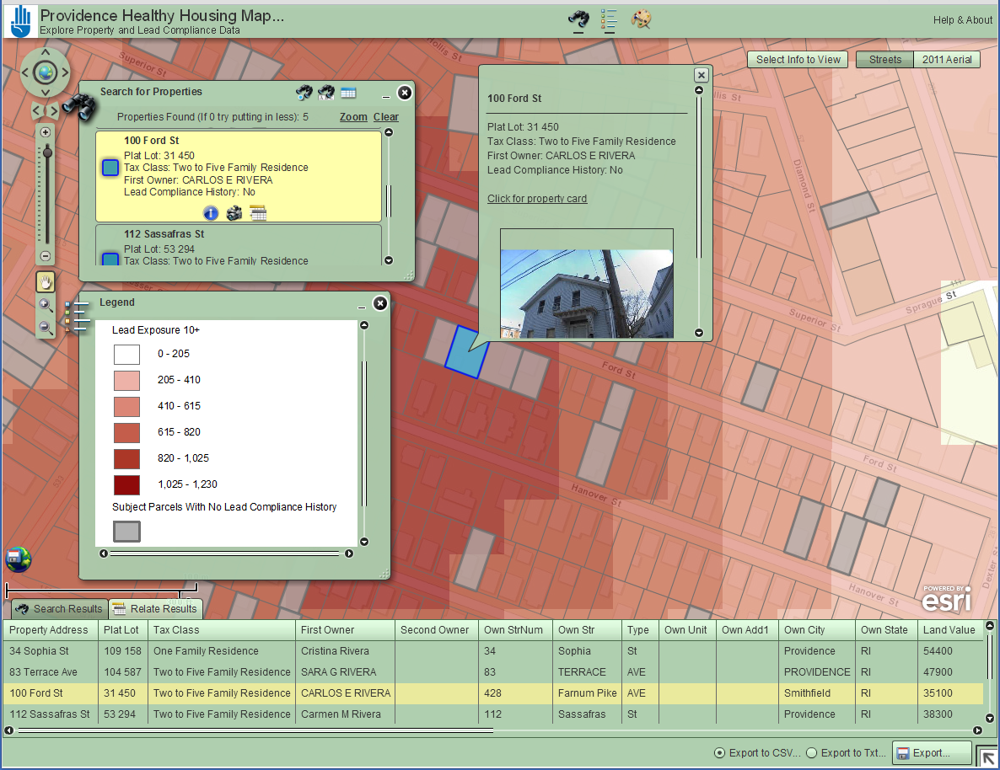 Providence Healthy Housing Map...
Explore Property and Lead Compliance Data
Help & About
Select Info to View
Streets
2011 Aerial
Search for Properties
Properties Found (If 0 try putting in less): 5
Zoom
Clear
100 Ford St
Plat Lot: 31 450
Tax Class: Two to Five Family Residence
First Owner: CARLOS E RIVERA
Lead Compliance History: No
112 Sassafras St
Plat Lot: 53 294
Tax Class: Two to Five Family Residence
100 Ford St
Plat Lot: 31 450
Tax Class: Two to Five Family Residence
First Owner: CARLOS E RIVERA
Lead Compliance History: No
Click for property card
Legend
Lead Exposure 10+
0 - 205
205 - 410
410 - 615
615 - 820
820 - 1,025
1,025 - 1,230
Subject Parcels With No Lead Compliance History
Superior St
Hollis St
Diamond St
Sprague St
Superior St
Ford St
Ford St
Hanover St
Hanover St
Dexter St
POWERED BY
esri
Search Results
Relate Results
Property Address Plat Lot Tax Class First Owner Second Owner Own StrNum Own Str Type Own Unit Own Add1 Own City Own State Land Value
34 Sophia St 109 158 One Family Residence Cristina Rivera 34 Sophia St Providence RI 54400
83 Terrace Ave 104 587 Two to Five Family Residence SARA G RIVERA 83 TERRACE AVE PROVIDENCE RI 47900
100 Ford St 31 450 Two to Five Family Residence CARLOS E RIVERA 428 Farnum Pike AVE Smithfield RI 35100
112 Sassafras St 53 294 Two to Five Family Residence Carmen M Rivera 112 Sassafras St Providence RI 38300
Export to CSV...
Export to Txt...
Export...